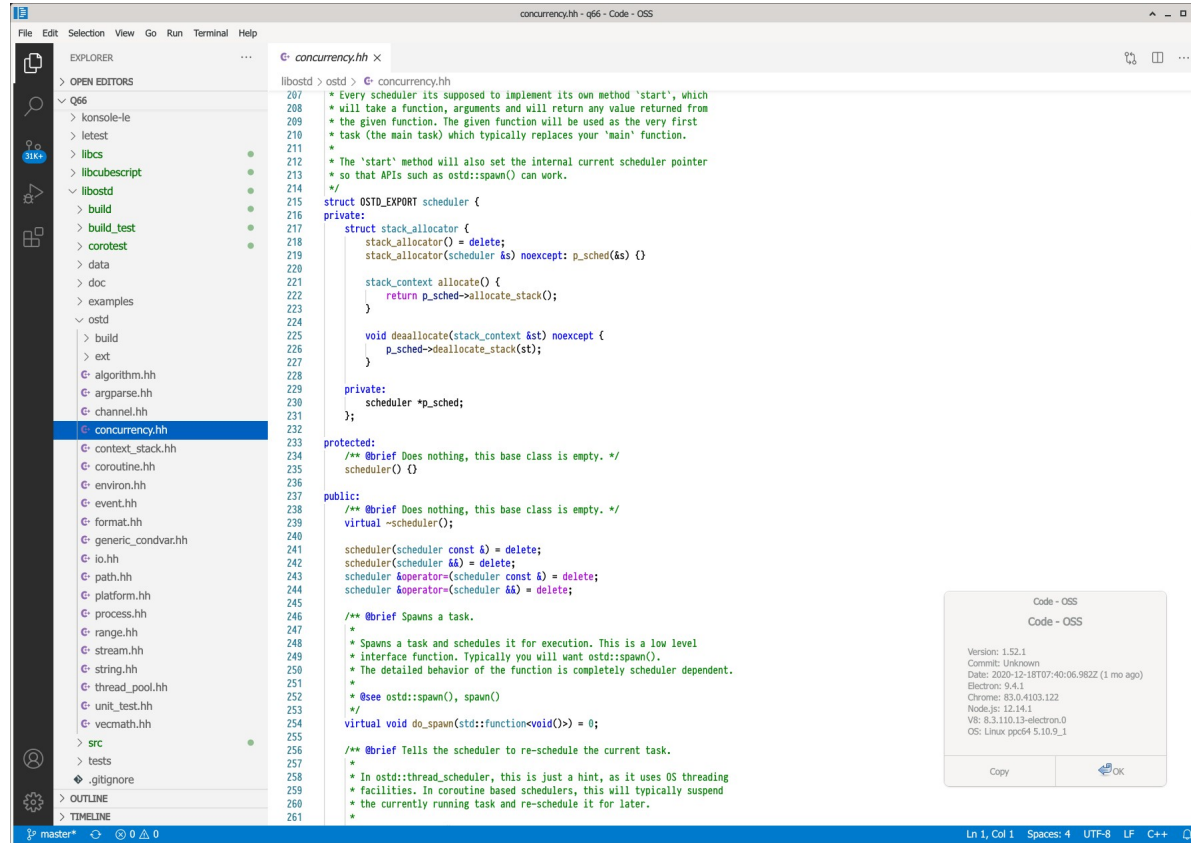 concurrency.hh - q66 - Code - OSS
File Edit Selection View Go Run Terminal Help
EXPLORER
OPEN EDITORS
Q66
konsole-le
letest
libcs
libcubescript
libostd
build
build_test
corotest
data
doc
examples
ostd
build
ext
algorithm.hh
argparse.hh
channel.hh
concurrency.hh
context_stack.hh
coroutine.hh
environ.hh
event.hh
format.hh
generic_condvar.hh
io.hh
path.hh
platform.hh
process.hh
range.hh
stream.hh
string.hh
thread_pool.hh
unit_test.hh
vecmath.hh
src
tests
.gitignore
OUTLINE
TIMELINE
31K+
concurrency.hh
libostd > ostd > concurrency.hh
207 * Every scheduler its supposed to implement its own method `start`, which
208 * will take a function, arguments and will return any value returned from
209 * the given function. The given function will be used as the very first
210 * task (the main task) which typically replaces your `main` function.
211 *
212 * The `start` method will also set the internal current scheduler pointer
213 * so that APIs such as ostd::spawn() can work.
214 */
215 struct OSTD_EXPORT scheduler {
216 private:
217 struct stack_allocator {
218 stack_allocator() = delete;
219 stack_allocator(scheduler &s) noexcept: p_sched(&s) {}
220
221 stack_context allocate() {
222 return p_sched->allocate_stack();
223 }
224
225 void deallocate(stack_context &st) noexcept {
226 p_sched->deallocate_stack(st);
227 }
228
229 private:
230 scheduler *p_sched;
231 };
232
233 protected:
234 /** @brief Does nothing, this base class is empty. */
235 scheduler() {}
236
237 public:
238 /** @brief Does nothing, this base class is empty. */
239 virtual ~scheduler();
240
241 scheduler(scheduler const &) = delete;
242 scheduler(scheduler &&) = delete;
243 scheduler &operator=(scheduler const &) = delete;
244 scheduler &operator=(scheduler &&) = delete;
245
246 /** @brief Spawns a task.
247 *
248 * Spawns a task and schedules it for execution. This is a low level
249 * interface function. Typically you will want ostd::spawn().
250 * The detailed behavior of the function is completely scheduler dependent.
251 *
252 * @see ostd::spawn(), spawn()
253 */
254 virtual void do_spawn(std::function<void()>) = 0;
255
256 /** @brief Tells the scheduler to re-schedule the current task.
257 *
258 * In ostd::thread_scheduler, this is just a hint, as it uses OS threading
259 * facilities. In coroutine based schedulers, this will typically suspend
260 * the currently running task and re-schedule it for later.
261 *
Code - OSS
Code - OSS
Version: 1.52.1
Commit: Unknown
Date: 2020-12-18T07:40:06.982Z (1 mo ago)
Electron: 9.4.1
Chrome: 83.0.4103.122
Node.js: 12.14.1
V8: 8.3.110.13-electron.0
OS: Linux ppc64 5.10.9_1
Copy OK
master* 0 0 Ln 1, Col 1 Spaces: 4 UTF-8 LF C++